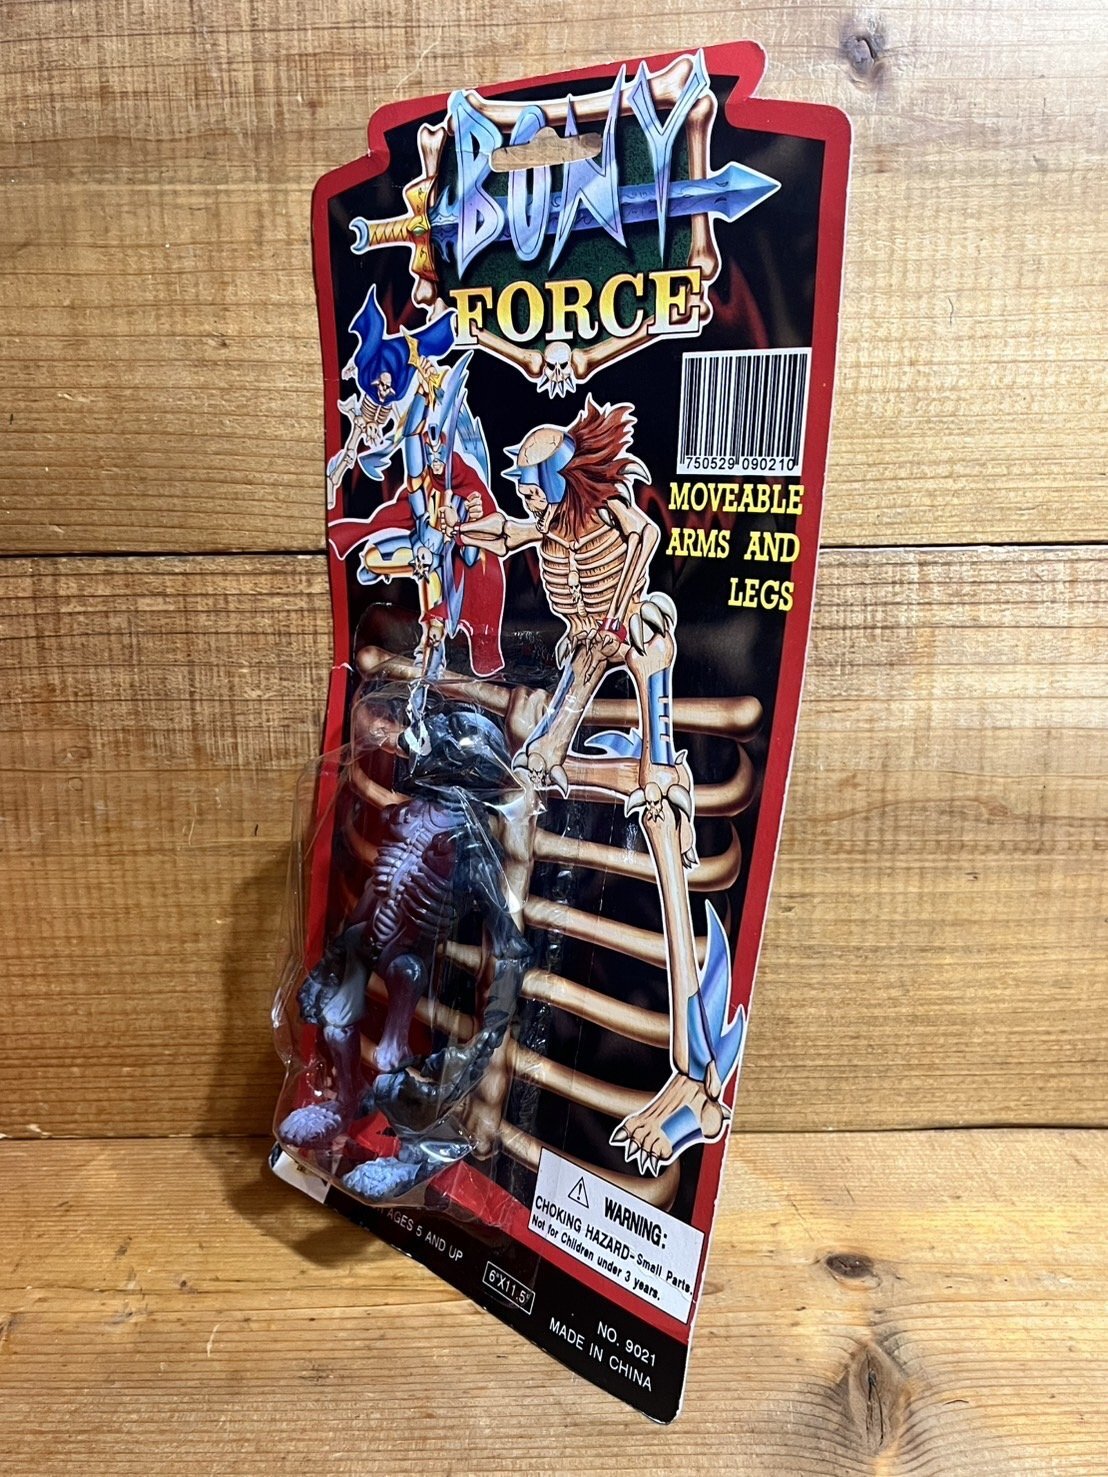 BONY
FORCE
750529 090210
MOVEABLE
ARMS AND
LEGS
WARNING:
CHOKING HAZARD-Small Parts.
Not for Children under 3 years.
AGES 5 AND UP
6"X11.5"
NO. 9021
MADE IN CHINA